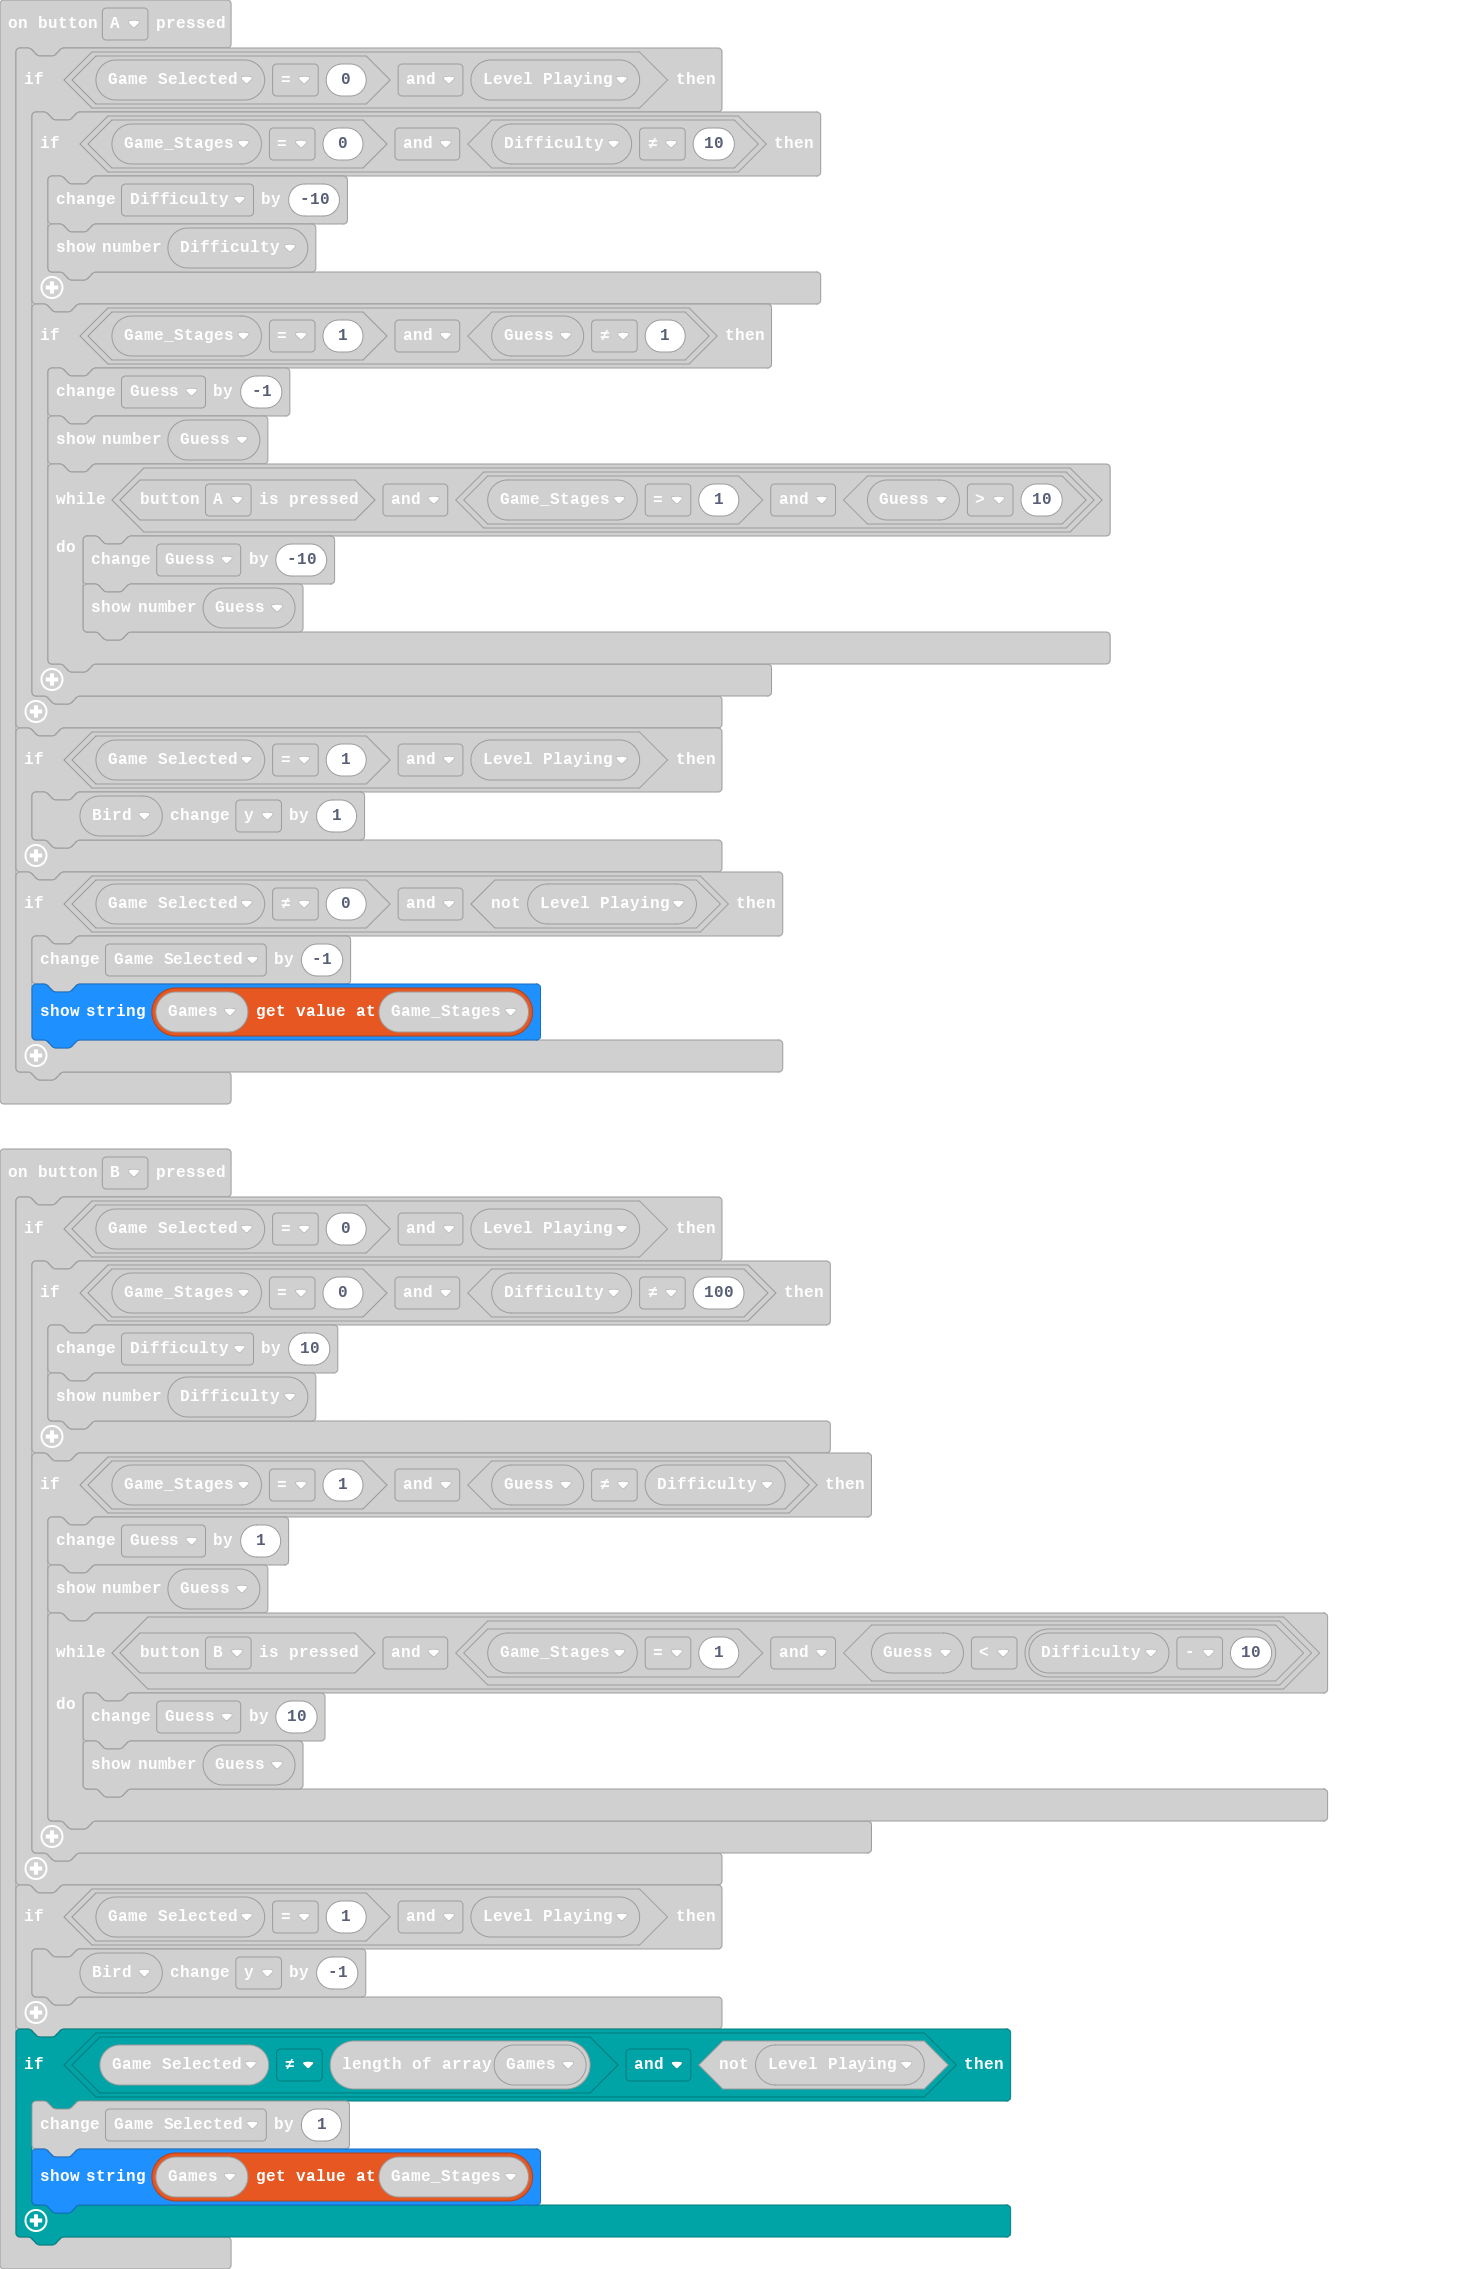 on button A pressed
if Game Selected = 0 and Level Playing then
if Game_Stages = 0 and Difficulty ≠ 10 then
change Difficulty by -10
show number Difficulty
if Game_Stages = 1 and Guess ≠ 1 then
change Guess by -1
show number Guess
while button A is pressed and Game_Stages = 1 and Guess > 10
do change Guess by -10
show number Guess
if Game Selected = 1 and Level Playing then
Bird change y by 1
if Game Selected ≠ 0 and not Level Playing then
change Game Selected by -1
show string Games get value at Game_Stages
on button B pressed
if Game Selected = 0 and Level Playing then
if Game_Stages = 0 and Difficulty ≠ 100 then
change Difficulty by 10
show number Difficulty
if Game_Stages = 1 and Guess ≠ Difficulty then
change Guess by 1
show number Guess
while button B is pressed and Game_Stages = 1 and Guess < Difficulty - 10
do change Guess by 10
show number Guess
if Game Selected = 1 and Level Playing then
Bird change y by -1
if Game Selected ≠ length of array Games and not Level Playing then
change Game Selected by 1
show string Games get value at Game_Stages